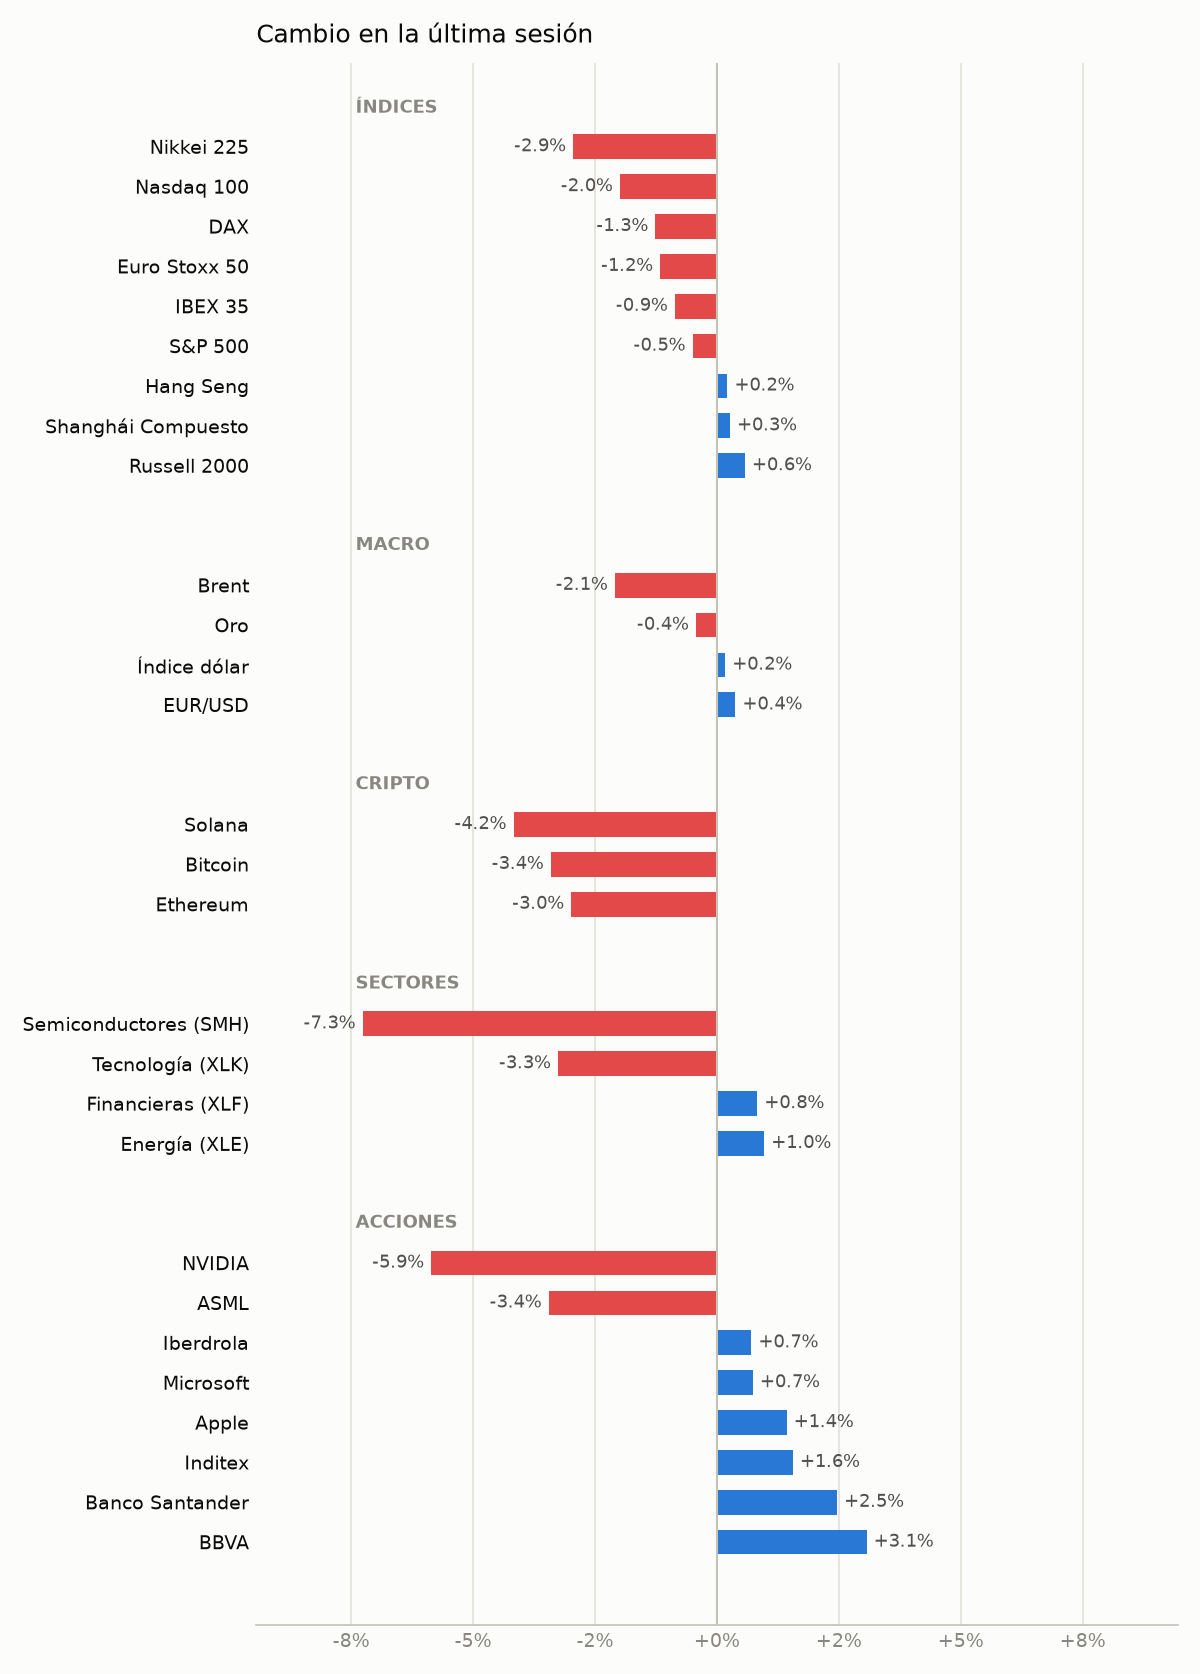 Cambio en la última sesión
ÍNDICES
Nikkei 225 -2.9%
Nasdaq 100 -2.0%
DAX -1.3%
Euro Stoxx 50 -1.2%
IBEX 35 -0.9%
S&P 500 -0.5%
Hang Seng +0.2%
Shanghái Compuesto +0.3%
Russell 2000 +0.6%
MACRO
Brent -2.1%
Oro -0.4%
Índice dólar +0.2%
EUR/USD +0.4%
CRIPTO
Solana -4.2%
Bitcoin -3.4%
Ethereum -3.0%
SECTORES
Semiconductores (SMH) -7.3%
Tecnología (XLK) -3.3%
Financieras (XLF) +0.8%
Energía (XLE) +1.0%
ACCIONES
NVIDIA -5.9%
ASML -3.4%
Iberdrola +0.7%
Microsoft +0.7%
Apple +1.4%
Inditex +1.6%
Banco Santander +2.5%
BBVA +3.1%
-8% -5% -2% +0% +2% +5% +8%